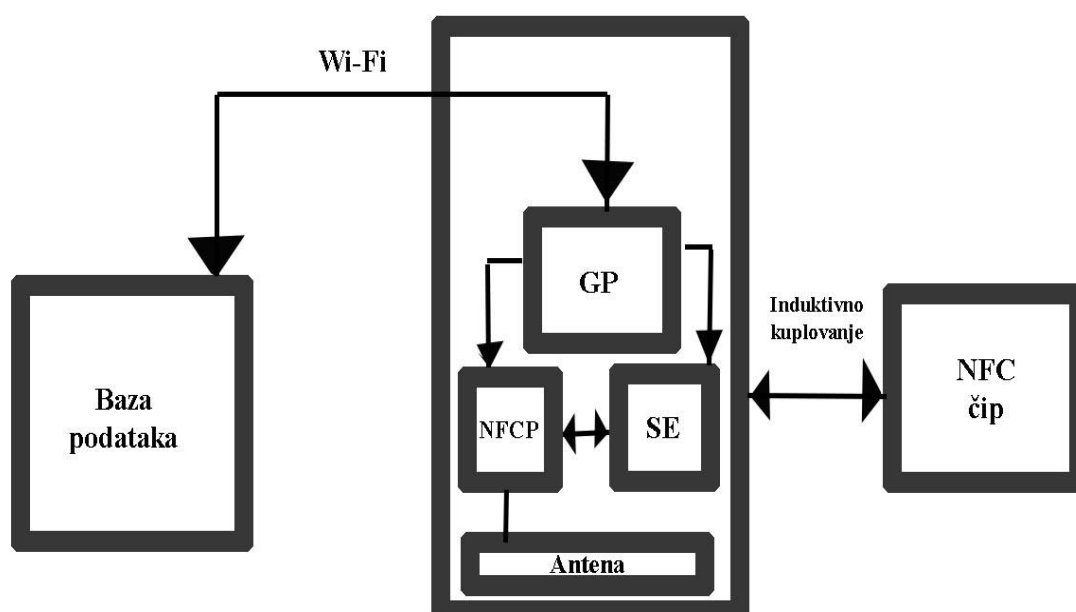 Wi-Fi
GP
Induktivno
kuplovanje
Baza
podataka
NFCP
SE
NFC
čip
Antena